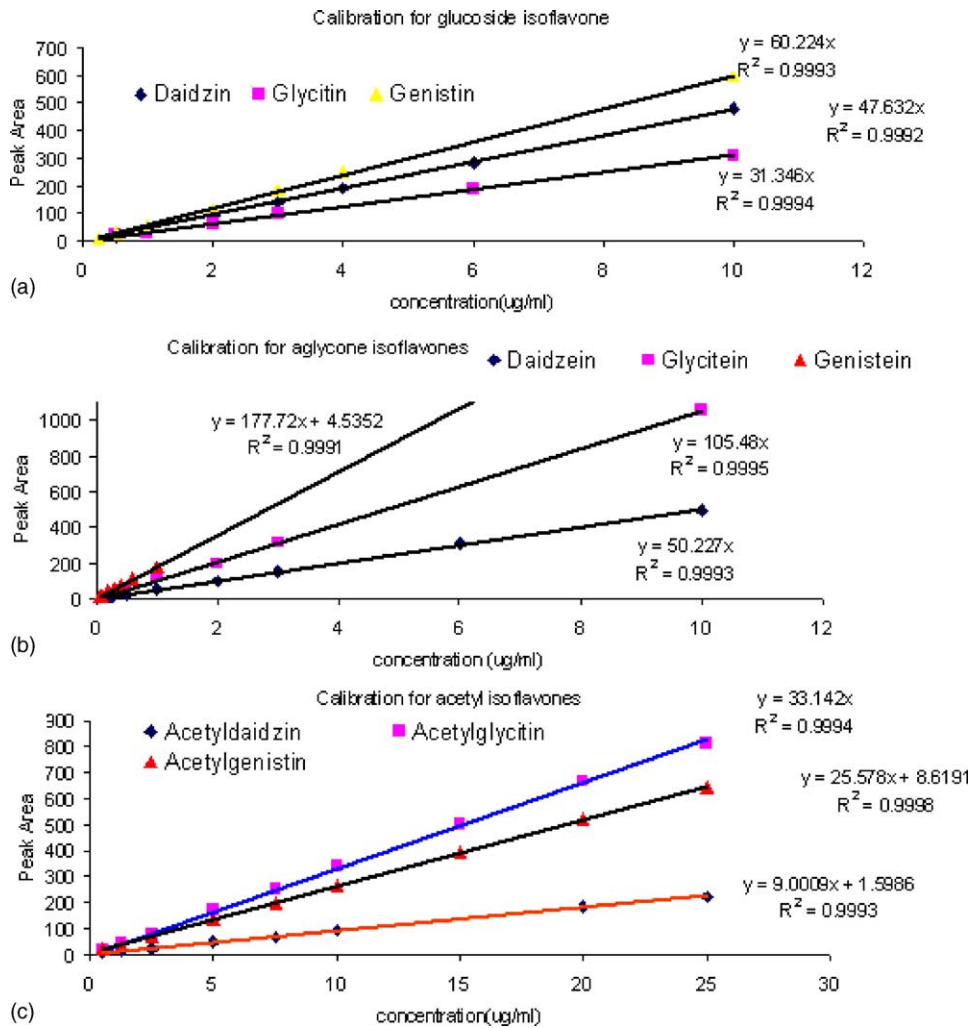 Calibration for glucoside isoflavone
Peak Area
700
600
500
400
300
200
100
0
Daidzin Glycitin Genistin
y = 60.224x
R² = 0.9993
y = 47.632x
R² = 0.9992
y = 31.346x
R² = 0.9994
0 2 4 6 8 10 12
concentration(ug/ml)
(a)
Calibration for aglycone isoflavones
Daidzein Glycitein Genistein
Peak Area
1000
800
600
400
200
0
y = 177.72x + 4.5352
R² = 0.9991
y = 105.48x
R² = 0.9995
y = 50.227x
R² = 0.9993
0 2 4 6 8 10 12
concentration (ug/ml)
(b)
Calibration for acetyl isoflavones
Acetyldaidzin Acetylglycitin
Acetylgenistin
Peak Area
900
800
700
600
500
400
300
200
100
0
y = 33.142x
R² = 0.9994
y = 25.578x + 8.6191
R² = 0.9998
y = 9.0009x + 1.5986
R² = 0.9993
0 5 10 15 20 25 30
concentration(ug/ml)
(c)